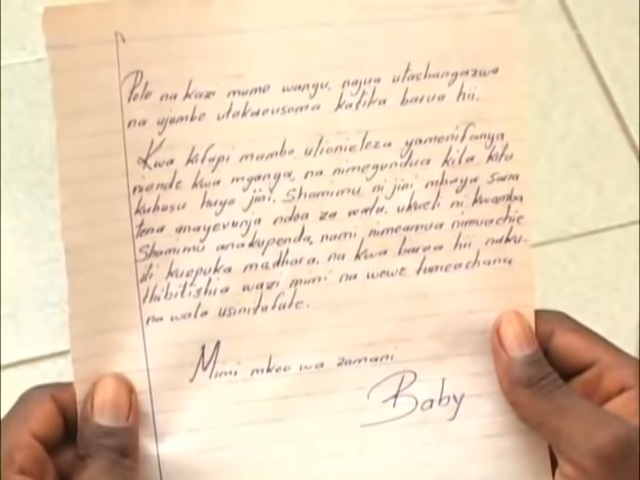 Pole na kazi mume wangu, najua utashangazwa
na ujumbe utakaousoma katika barua hii.
Kwa kifupi mambo ulionieleza yamenifanya
niende kwa mganga, na nimegundua kila kitu
kuhusu huyo jini. Shamimu ni jini mbaya sana
tena anayevunja ndoa za watu, ukweli ni kwamba
Shamimu anakupenda, nami nimeamua nimuachie
ili kuepuka madhara, na kwa barua hii naku-
thibitishia wazi mimi na wewe tumeachana
na wala usinitafute.
Mimi mkeo wa zamani
Baby